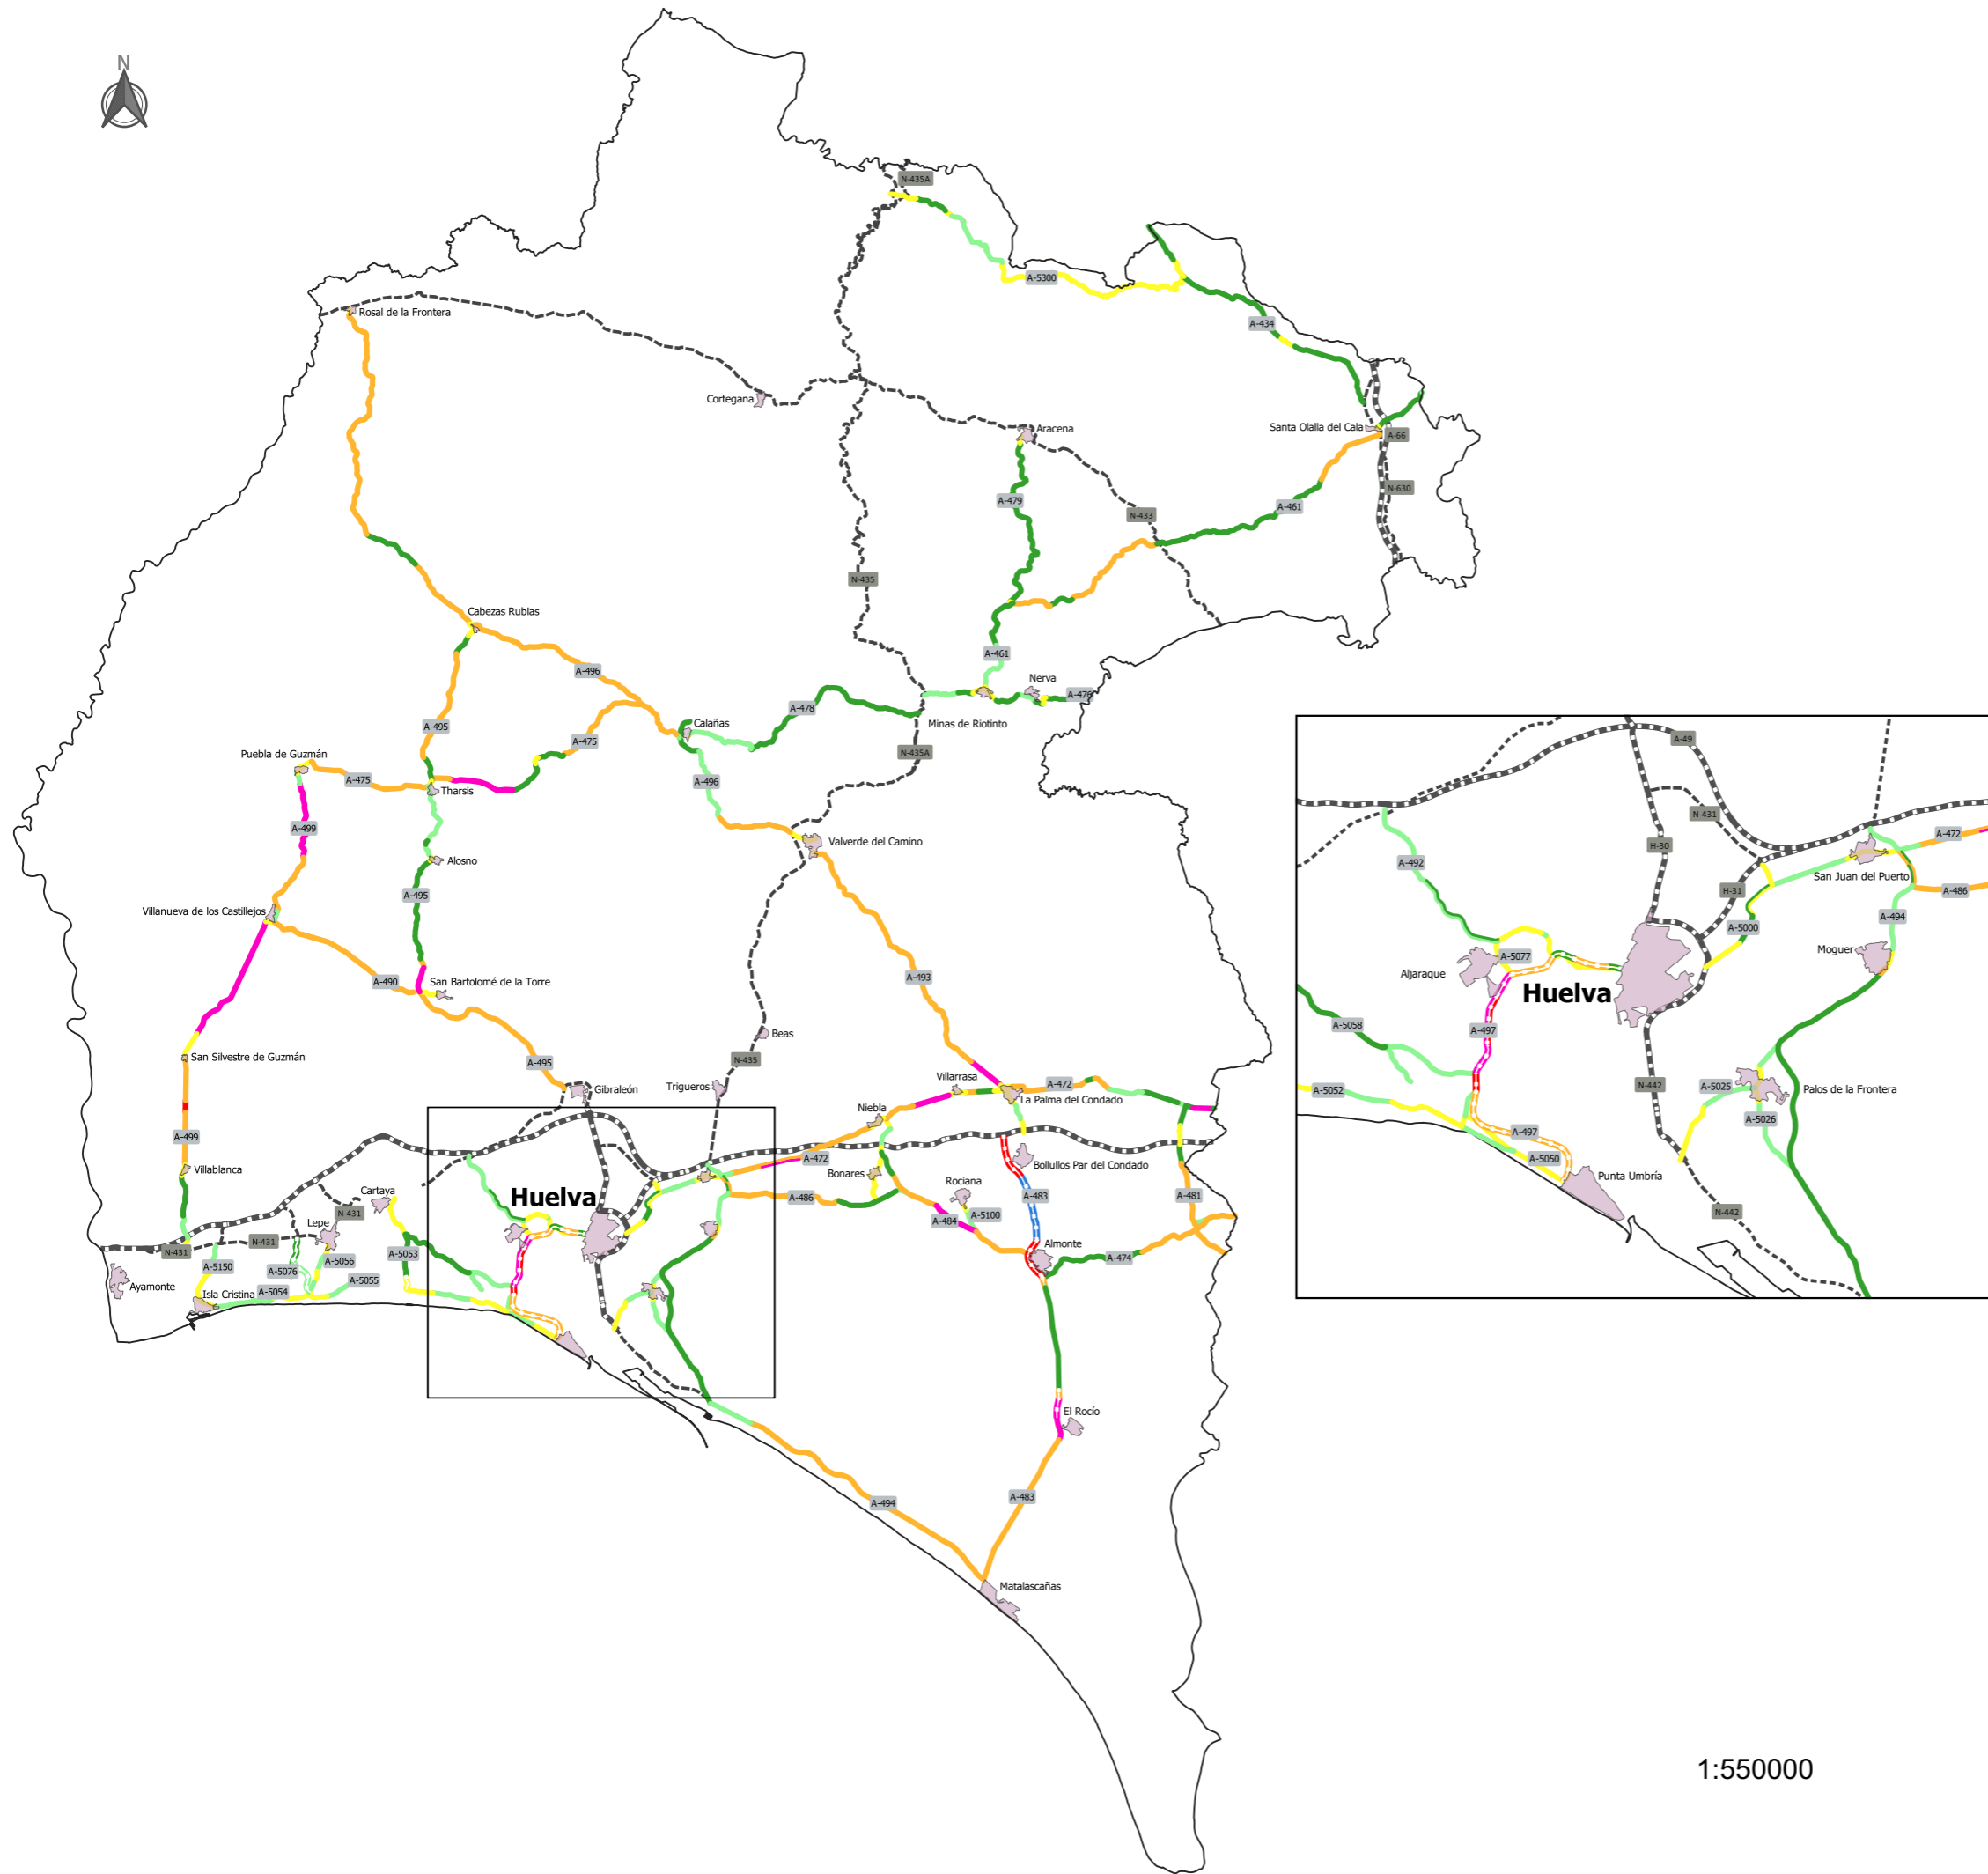 N
N-435A
A-5300
Rosal de la Frontera
A-434
Cortegana
Aracena
Santa Olalla del Cala
A-66
A-479
N-630
A-461
N-433
N-435
Cabezas Rubias
A-496
A-461
Nerva
A-476
A-478
Minas de Riotinto
Calañas
A-495
A-475
N-435A
Puebla de Guzmán
A-475
Tharsis
A-496
A-499
Valverde del Camino
Alosno
A-495
Villanueva de los Castillejos
A-490
San Bartolomé de la Torre
A-493
San Silvestre de Guzmán
A-495
Beas
N-435
Gibraleón
Trigueros
Villarrasa
A-472
La Palma del Condado
Niebla
A-499
A-472
Villablanca
Bollullos Par del Condado
Bonares
Cartaya
Huelva
A-486
Rociana
A-483
A-481
N-431
Lepe
A-484
A-5100
N-431
N-431
A-5053
Almonte
A-474
A-5150
A-5076
A-5056
A-5055
Ayamonte
Isla Cristina
A-5054
El Rocío
A-494
A-483
Matalascañas
A-49
N-431
A-472
H-30
A-492
San Juan del Puerto
H-31
A-486
A-494
A-5000
Moguer
A-5077
Aljaraque
Huelva
A-5058
A-497
N-442
A-5025
Palos de la Frontera
A-5052
A-5026
A-497
A-5050
Punta Umbría
N-442
1:550000